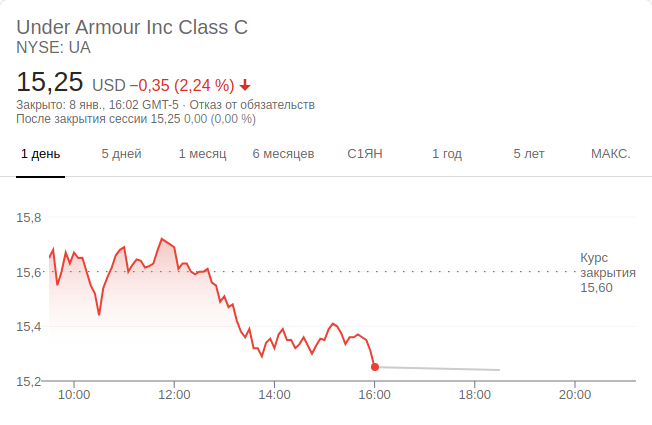 Under Armour Inc Class C
NYSE: UA
15,25 USD −0,35 (2,24 %)
Закрыто: 8 янв., 16:02 GMT-5 · Отказ от обязательств
После закрытия сессии 15,25 0,00 (0,00 %)
1 день 5 дней 1 месяц 6 месяцев С1ЯН 1 год 5 лет МАКС.
15,8
15,6
15,4
15,2
Курс
закрытия
15,60
10:00 12:00 14:00 16:00 18:00 20:00